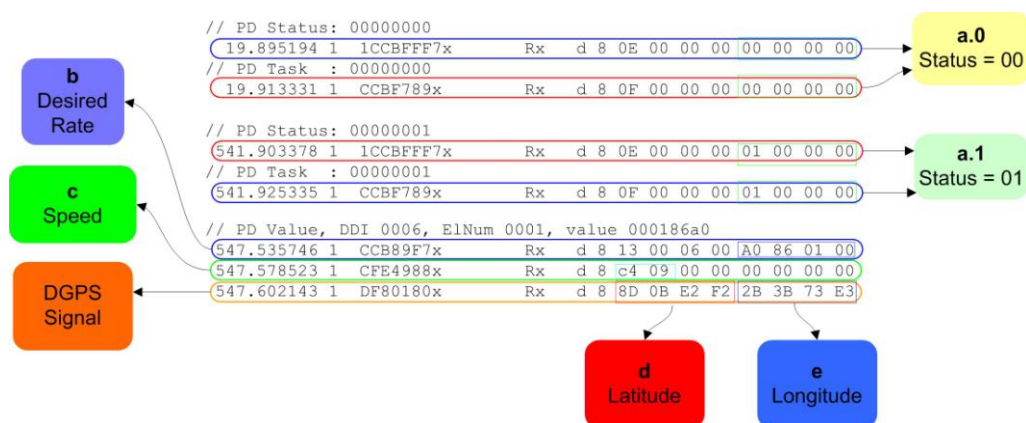 // PD Status: 00000000
19.895194 1 1CCBFFF7x Rx d 8 0E 00 00 00 00 00 00 00
// PD Task : 00000000
19.913331 1 CCBF789x Rx d 8 0F 00 00 00 00 00 00 00
a.0
Status = 00
b
Desired
Rate
// PD Status: 00000001
541.903378 1 1CCBFFF7x Rx d 8 0E 00 00 00 01 00 00 00
// PD Task : 00000001
541.925335 1 CCBF789x Rx d 8 0F 00 00 00 01 00 00 00
a.1
Status = 01
c
Speed
// PD Value, DDI 0006, ElNum 0001, value 000186a0
547.535746 1 CCB89F7x Rx d 8 13 00 06 00 A0 86 01 00
547.578523 1 CFE4988x Rx d 8 c4 09 00 00 00 00 00 00
547.602143 1 DF80180x Rx d 8 8D 0B E2 F2 2B 3B 73 E3
DGPS
Signal
d
Latitude
e
Longitude